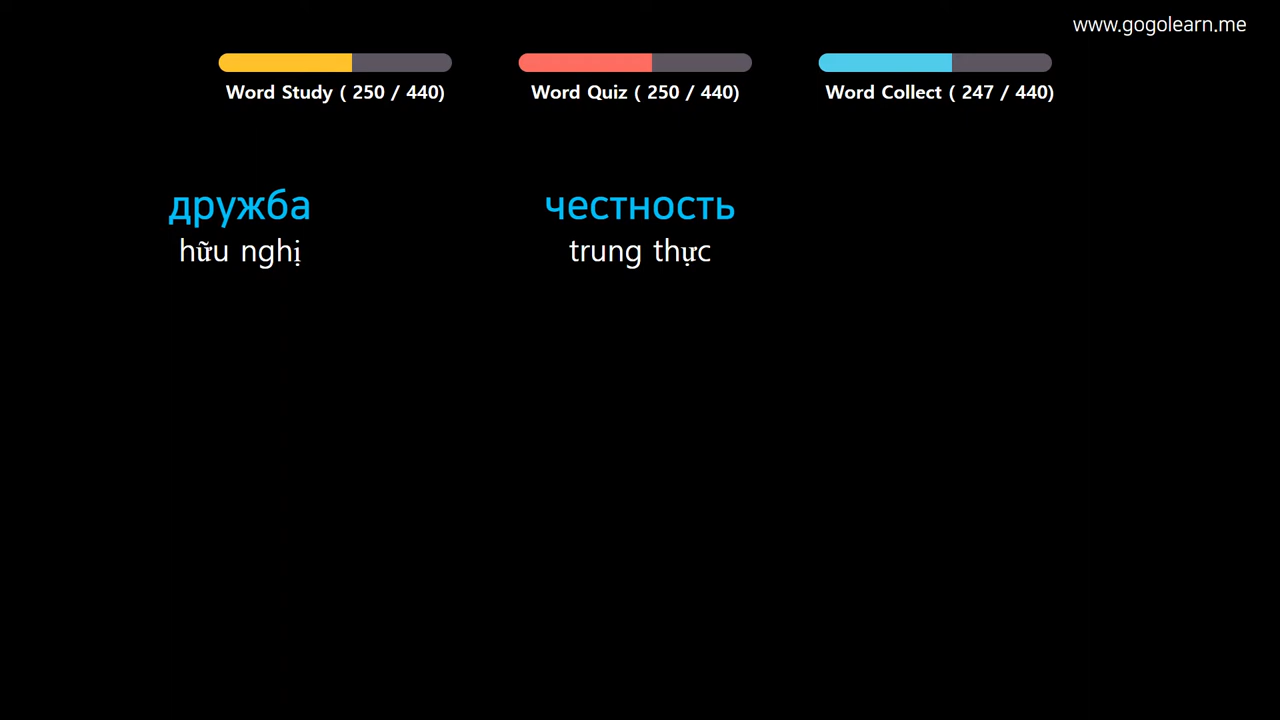 www.gogolearn.me
Word Study ( 250 / 440)
Word Quiz ( 250 / 440)
Word Collect ( 247 / 440)
дружба
hữu nghị
честность
trung thực